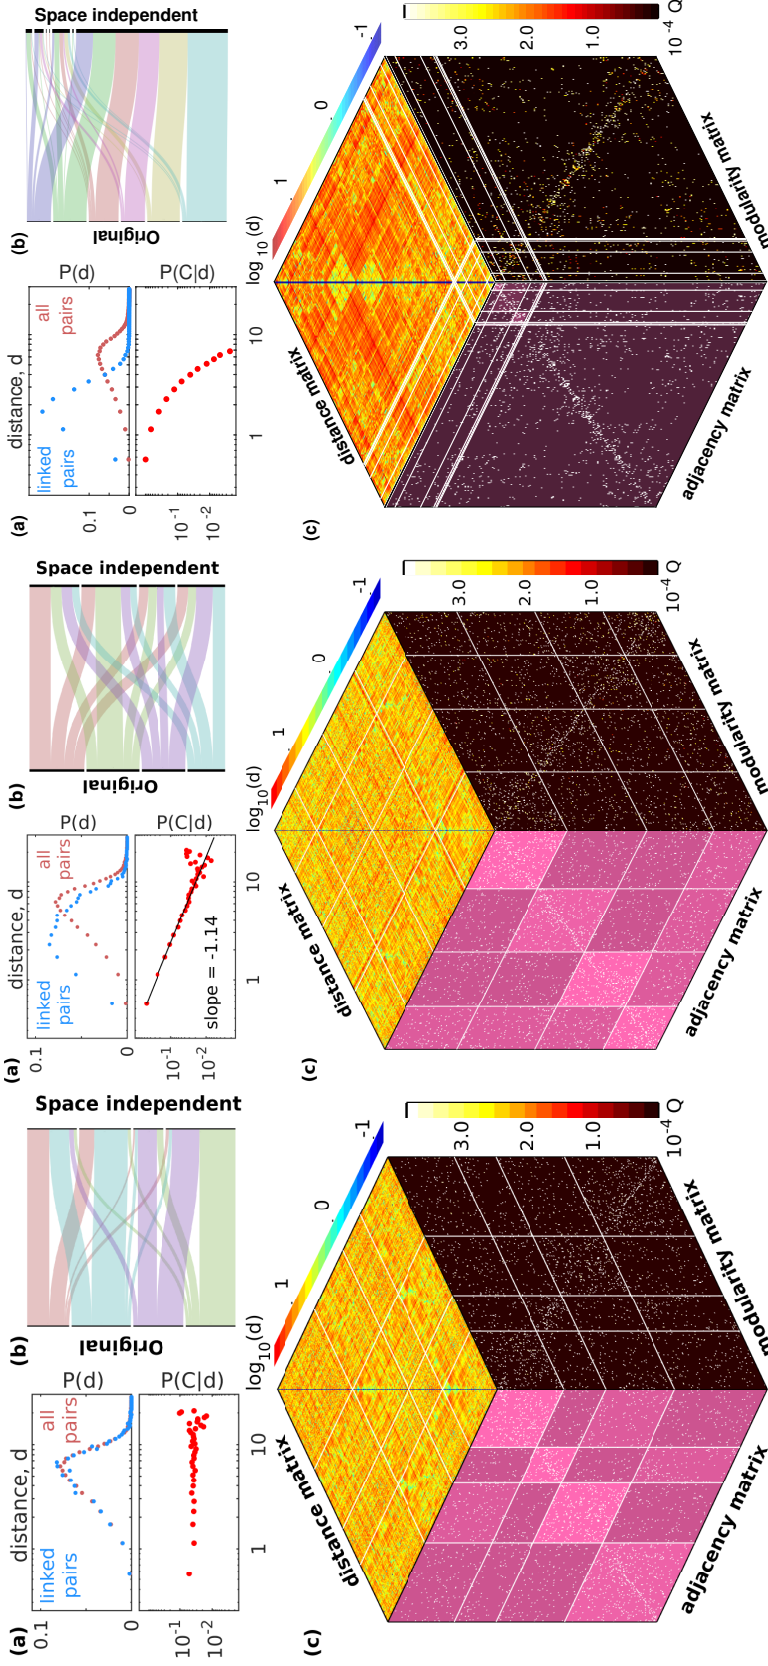 (a)
distance, d
0.1
0
linked
pairs
all
pairs
P(d)
10⁻¹
10⁻²
P(C|d)
1
10
(b)
Original
Space independent
(c)
distance matrix
log₁₀(d)
1
0
-1
adjacency matrix
modularity matrix
3.0
2.0
1.0
10⁻⁴ Q
(a)
distance, d
0.1
0
linked
pairs
all
pairs
P(d)
10⁻¹
10⁻²
slope = -1.14
P(C|d)
1
10
(b)
Original
Space independent
(c)
distance matrix
log₁₀(d)
1
0
-1
adjacency matrix
modularity matrix
3.0
2.0
1.0
10⁻⁴ Q
(a)
distance, d
0.1
0
linked
pairs
all
pairs
P(d)
10⁻¹
10⁻²
P(C|d)
1
10
(b)
Original
Space independent
(c)
distance matrix
log₁₀(d)
1
0
-1
adjacency matrix
modularity matrix
3.0
2.0
1.0
10⁻⁴ Q